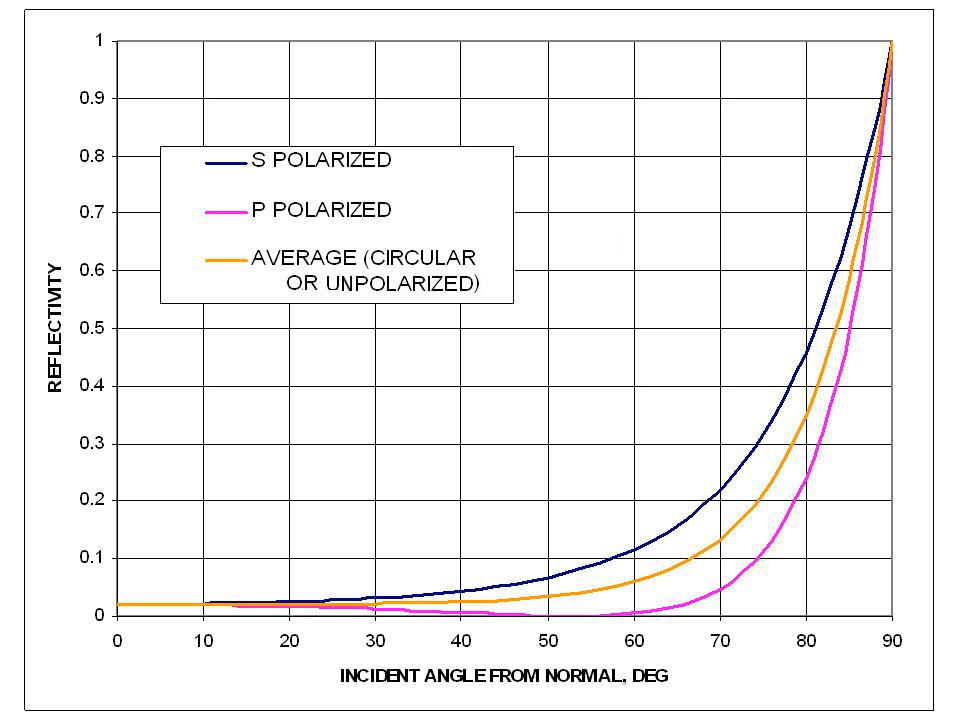 1
0.9
0.8
0.7
0.6
0.5
0.4
0.3
0.2
0.1
0
REFLECTIVITY
S POLARIZED
P POLARIZED
AVERAGE (CIRCULAR
OR UNPOLARIZED)
0 10 20 30 40 50 60 70 80 90
INCIDENT ANGLE FROM NORMAL, DEG